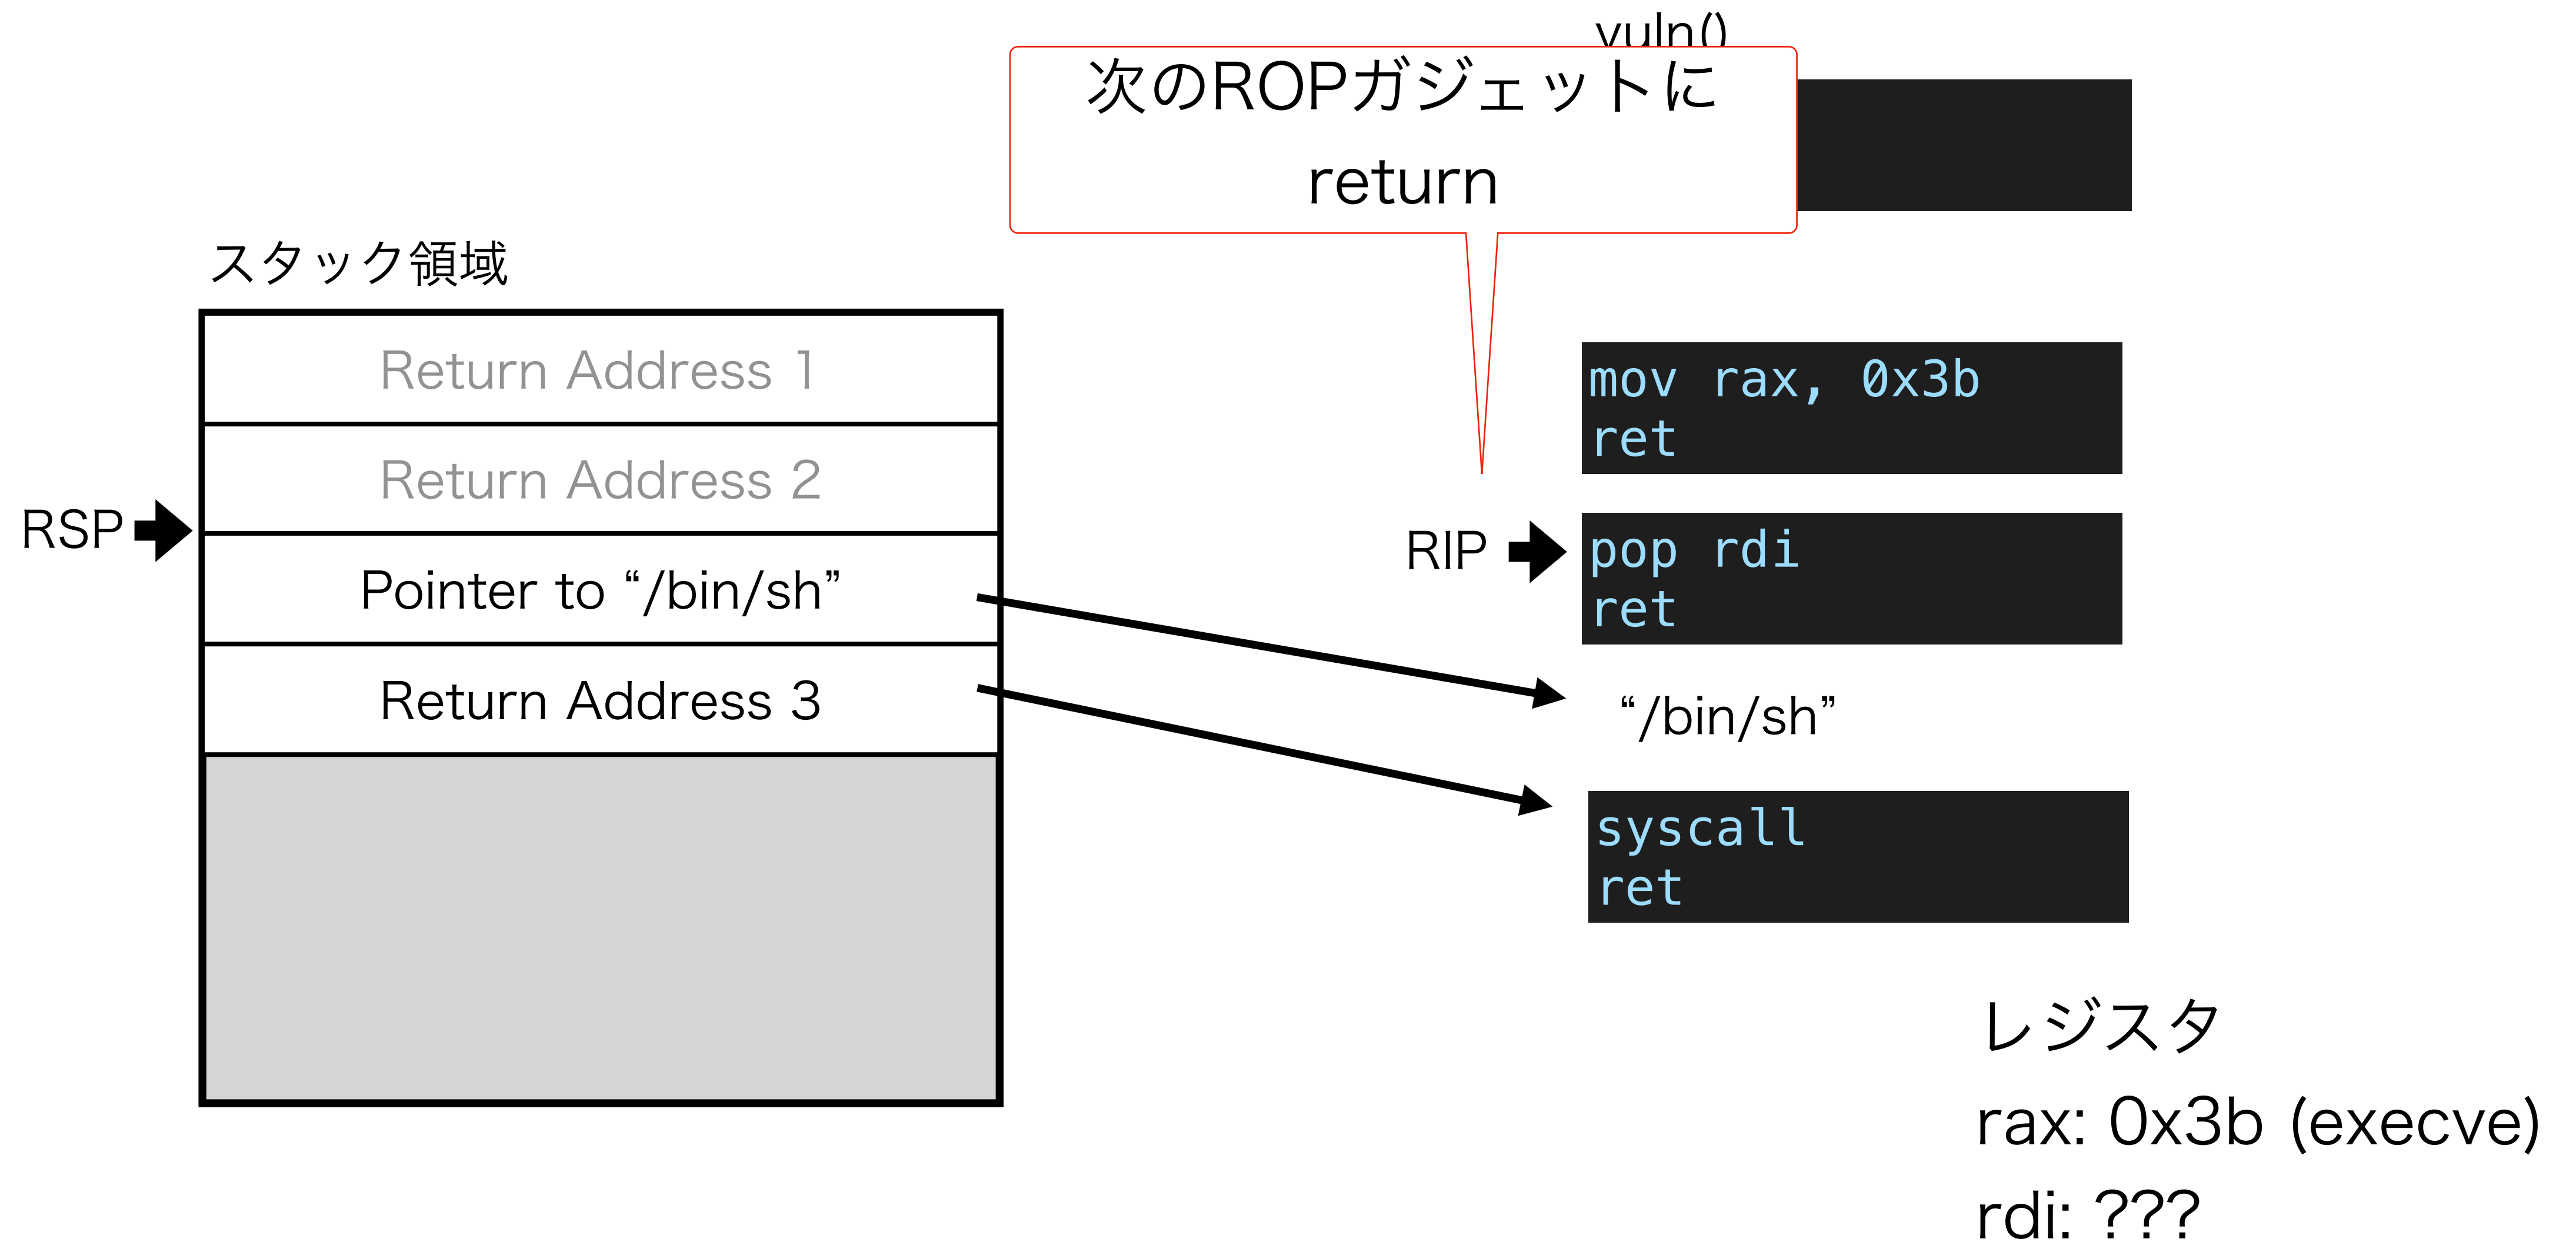 vuln()
次のROPガジェットに
return
スタック領域
Return Address 1
Return Address 2
RSP
Pointer to “/bin/sh”
Return Address 3
mov rax, 0x3b
ret
RIP
pop rdi
ret
“/bin/sh”
syscall
ret
レジスタ
rax: 0x3b (execve)
rdi: ???